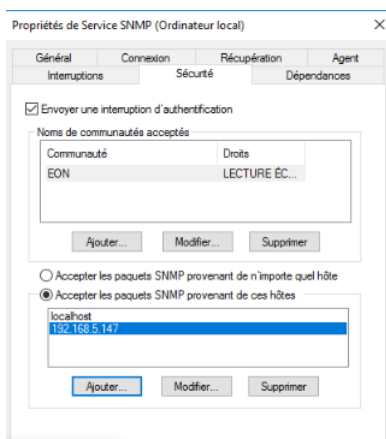 Propriétés de Service SNMP (Ordinateur local)
Général Connexion Récupération Agent
Interruptions Sécurité Dépendances
Envoyer une interruption d'authentification
Noms de communautés acceptés
Communauté Droits
EON LECTURE ÉC...
Ajouter... Modifier... Supprimer
Accepter les paquets SNMP provenant de n'importe quel hôte
Accepter les paquets SNMP provenant de ces hôtes
localhost
192.168.5.147
Ajouter... Modifier... Supprimer